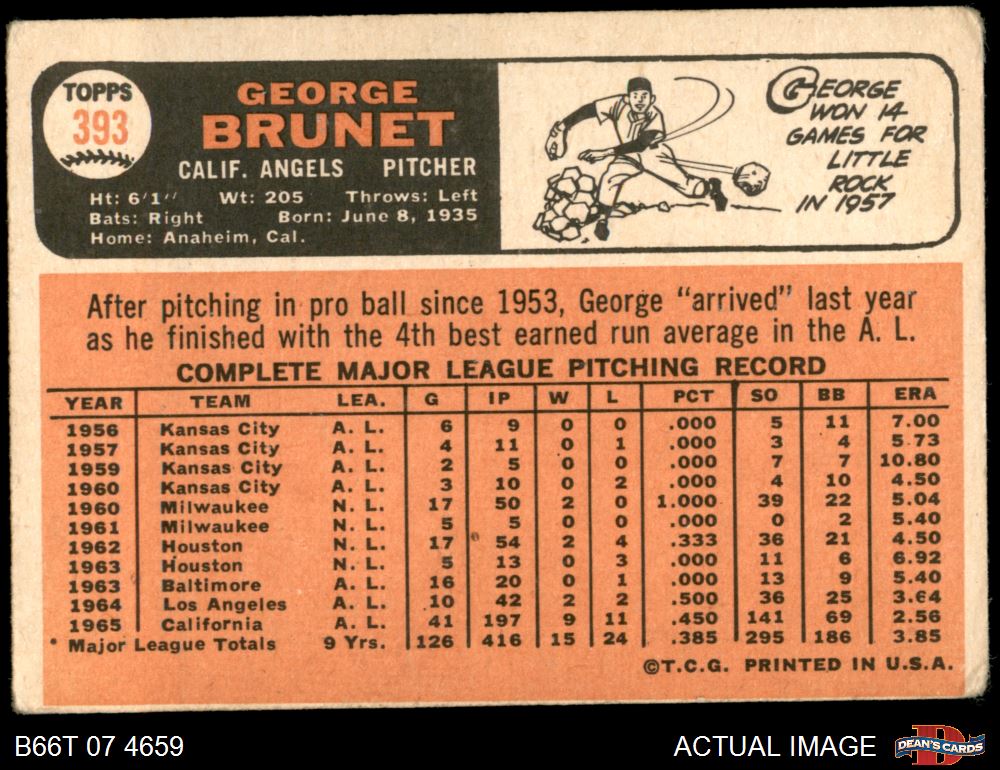 TOPPS
393
GEORGE
BRUNET
CALIF. ANGELS PITCHER
Ht: 6'1" Wt: 205 Throws: Left
Bats: Right Born: June 8, 1935
Home: Anaheim, Cal.
GEORGE
WON 14
GAMES FOR
LITTLE
ROCK
IN 1957
After pitching in pro ball since 1953, George "arrived" last year
as he finished with the 4th best earned run average in the A. L.
COMPLETE MAJOR LEAGUE PITCHING RECORD
YEAR TEAM LEA. G IP W L PCT SO BB ERA
1956 Kansas City A. L. 6 9 0 0 .000 5 11 7.00
1957 Kansas City A. L. 4 11 0 1 .000 3 4 5.73
1959 Kansas City A. L. 2 5 0 0 .000 7 7 10.80
1960 Kansas City A. L. 3 10 0 2 .000 4 10 4.50
1960 Milwaukee N. L. 17 50 2 0 1.000 39 22 5.04
1961 Milwaukee N. L. 5 5 0 0 .000 0 2 5.40
1962 Houston N. L. 17 54 2 4 .333 36 21 4.50
1963 Houston N. L. 5 13 0 3 .000 11 6 6.92
1963 Baltimore A. L. 16 20 0 1 .000 13 9 5.40
1964 Los Angeles A. L. 10 42 2 2 .500 36 25 3.64
1965 California A. L. 41 197 9 11 .450 141 69 2.56
* Major League Totals 9 Yrs. 126 416 15 24 .385 295 186 3.85
©T.C.G. PRINTED IN U.S.A.
B66T 07 4659 ACTUAL IMAGE
D
DEAN'S CARDS